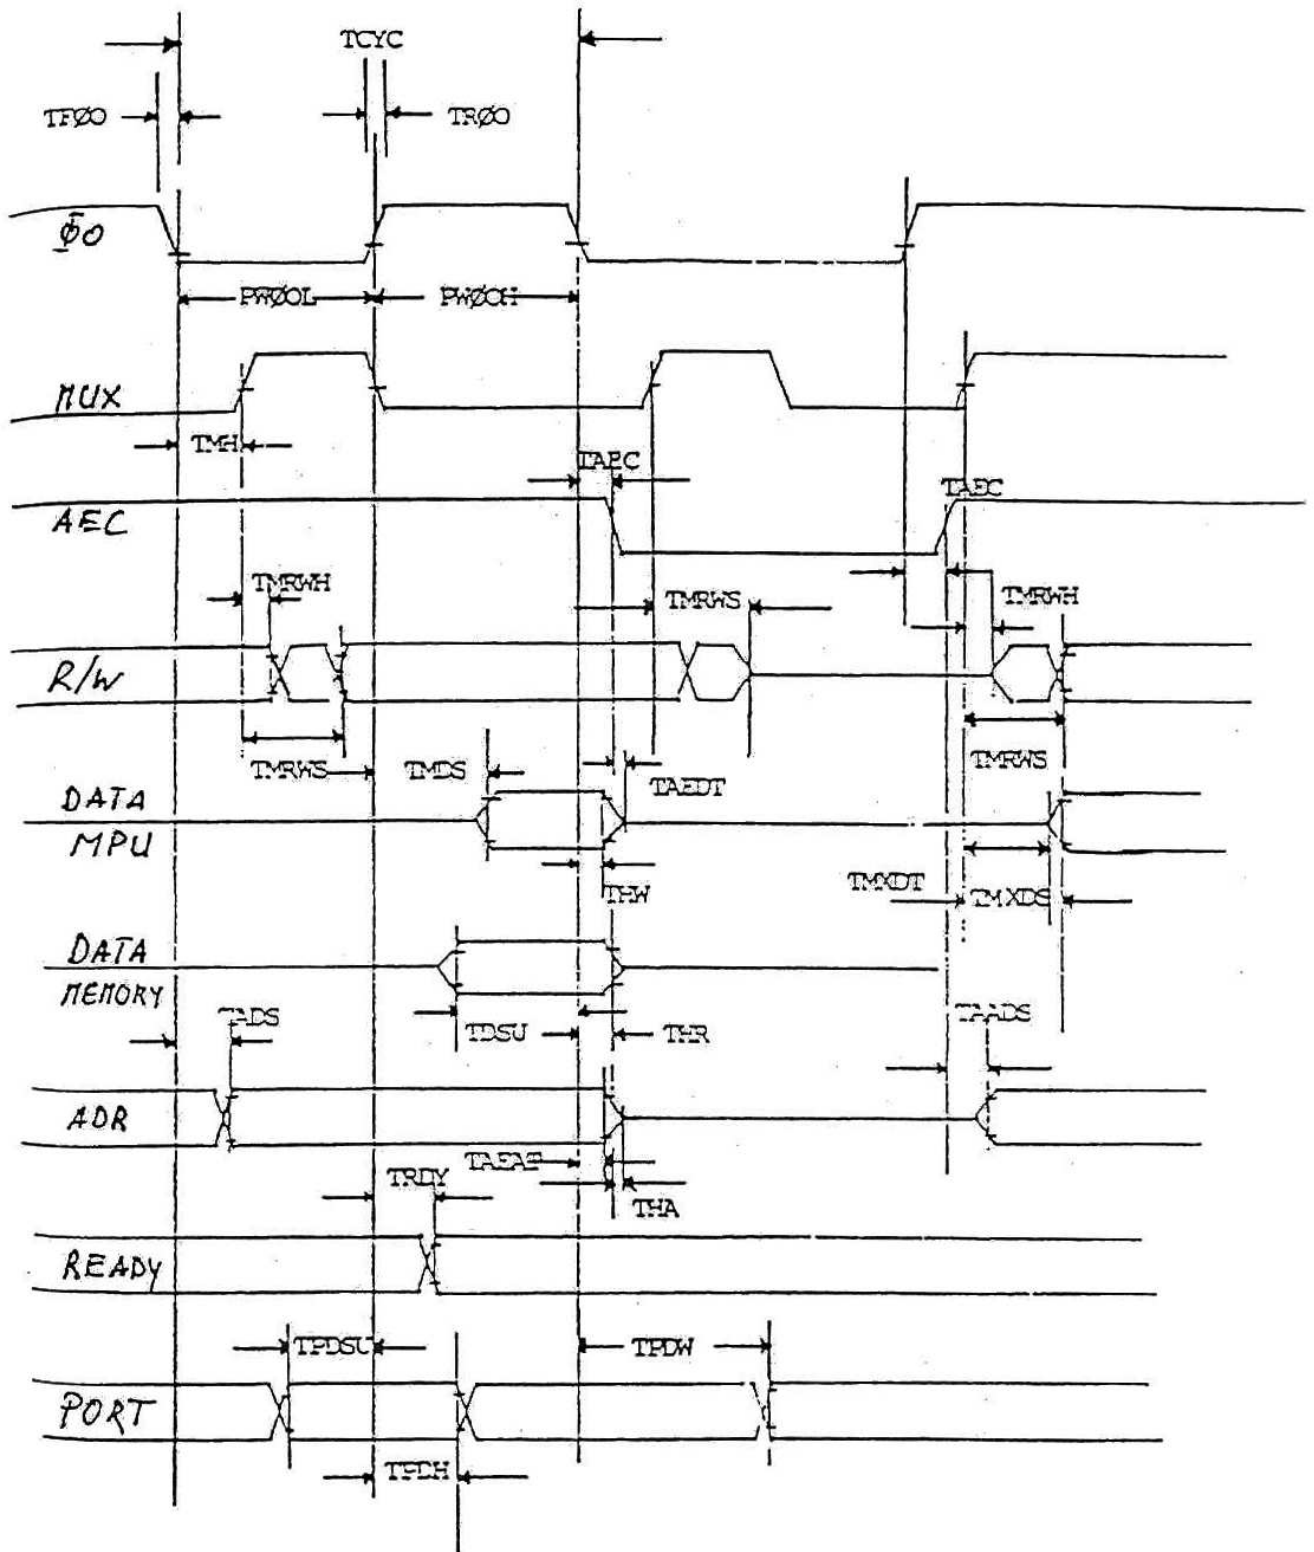 TCYC
TFØO
TRØO
ΦO
PWØOL
PWØOH
MUX
TMH
TAEC
AEC
TAEC
TMRWH
TMRWS
TMRWH
R/W
TMRWS
TMDS
TAEDT
TMRWS
DATA
MPU
THW
TMXDT
TMXDS
DATA
MEMORY
TADS
TDSU
THR
TAADS
ADR
TAEAT
TRDY
THA
READY
TPDSU
TPDW
PORT
TPDH